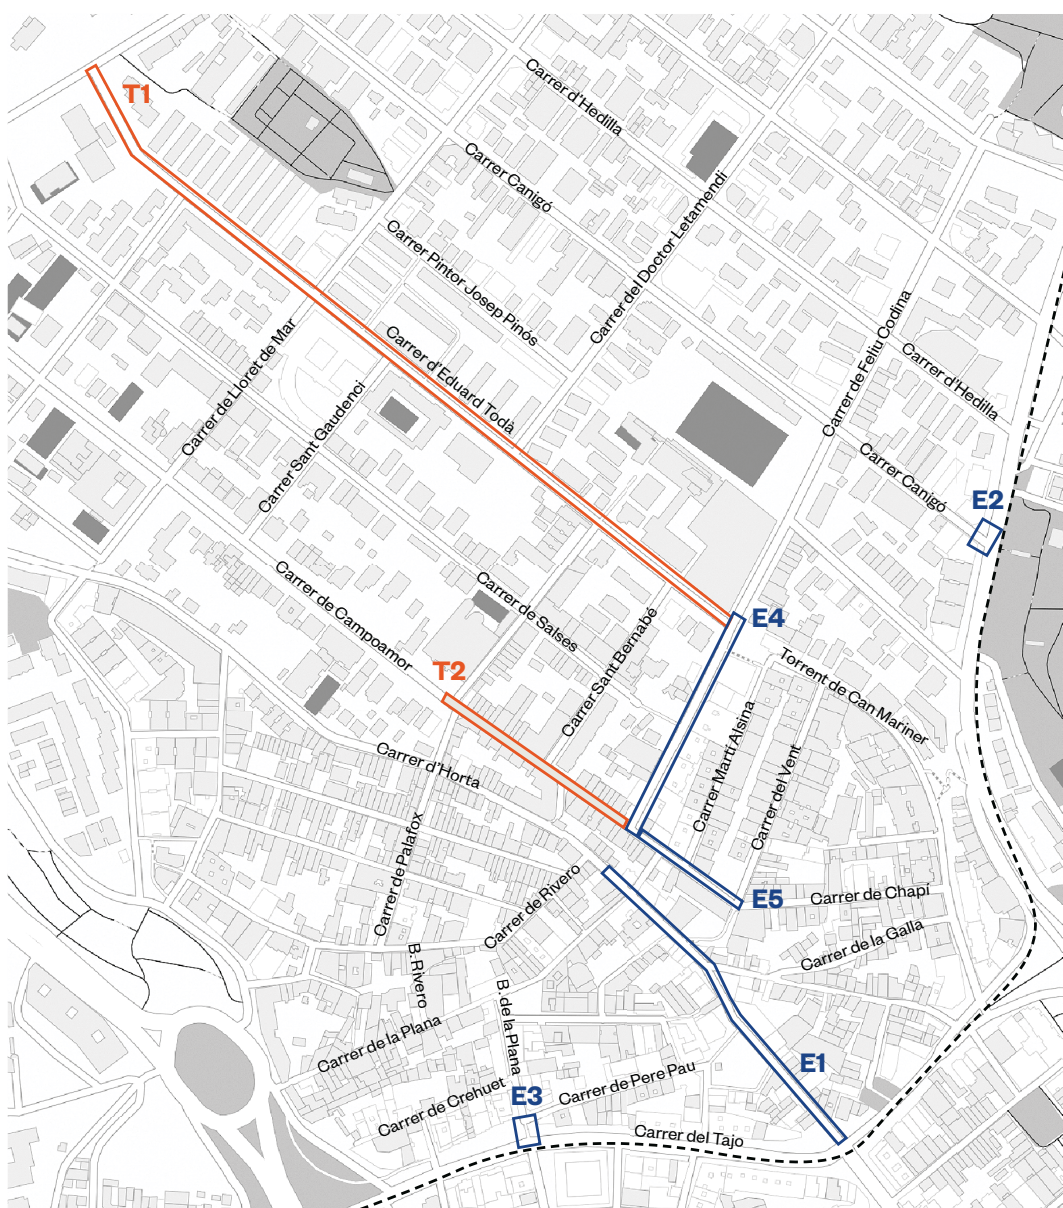 T1
Carrer d'Hedilla
Carrer Canigó
Carrer del Doctor Letamendi
Carrer Pintor Josep Pinós
Carrer de Lloret de Mar
Carrer d'Eduard Todà
Carrer Sant Gaudenci
Carrer de Feliu Codina
Carrer d'Hedilla
Carrer Canigó
E2
Carrer de Campoamor
Carrer de Salses
Carrer Sant Bernabé
E4
Torrent de Can Mariner
T2
Carrer Martí Alsina
Carrer del Vent
Carrer d'Horta
Carrer de Palafox
Carrer de Rivero
E5
Carrer de Chapí
Carrer de la Galla
B. Rivero
B. de la Plana
Carrer de la Plana
E1
Carrer de Pere Pau
Carrer de Crehuet
E3
Carrer del Tajo